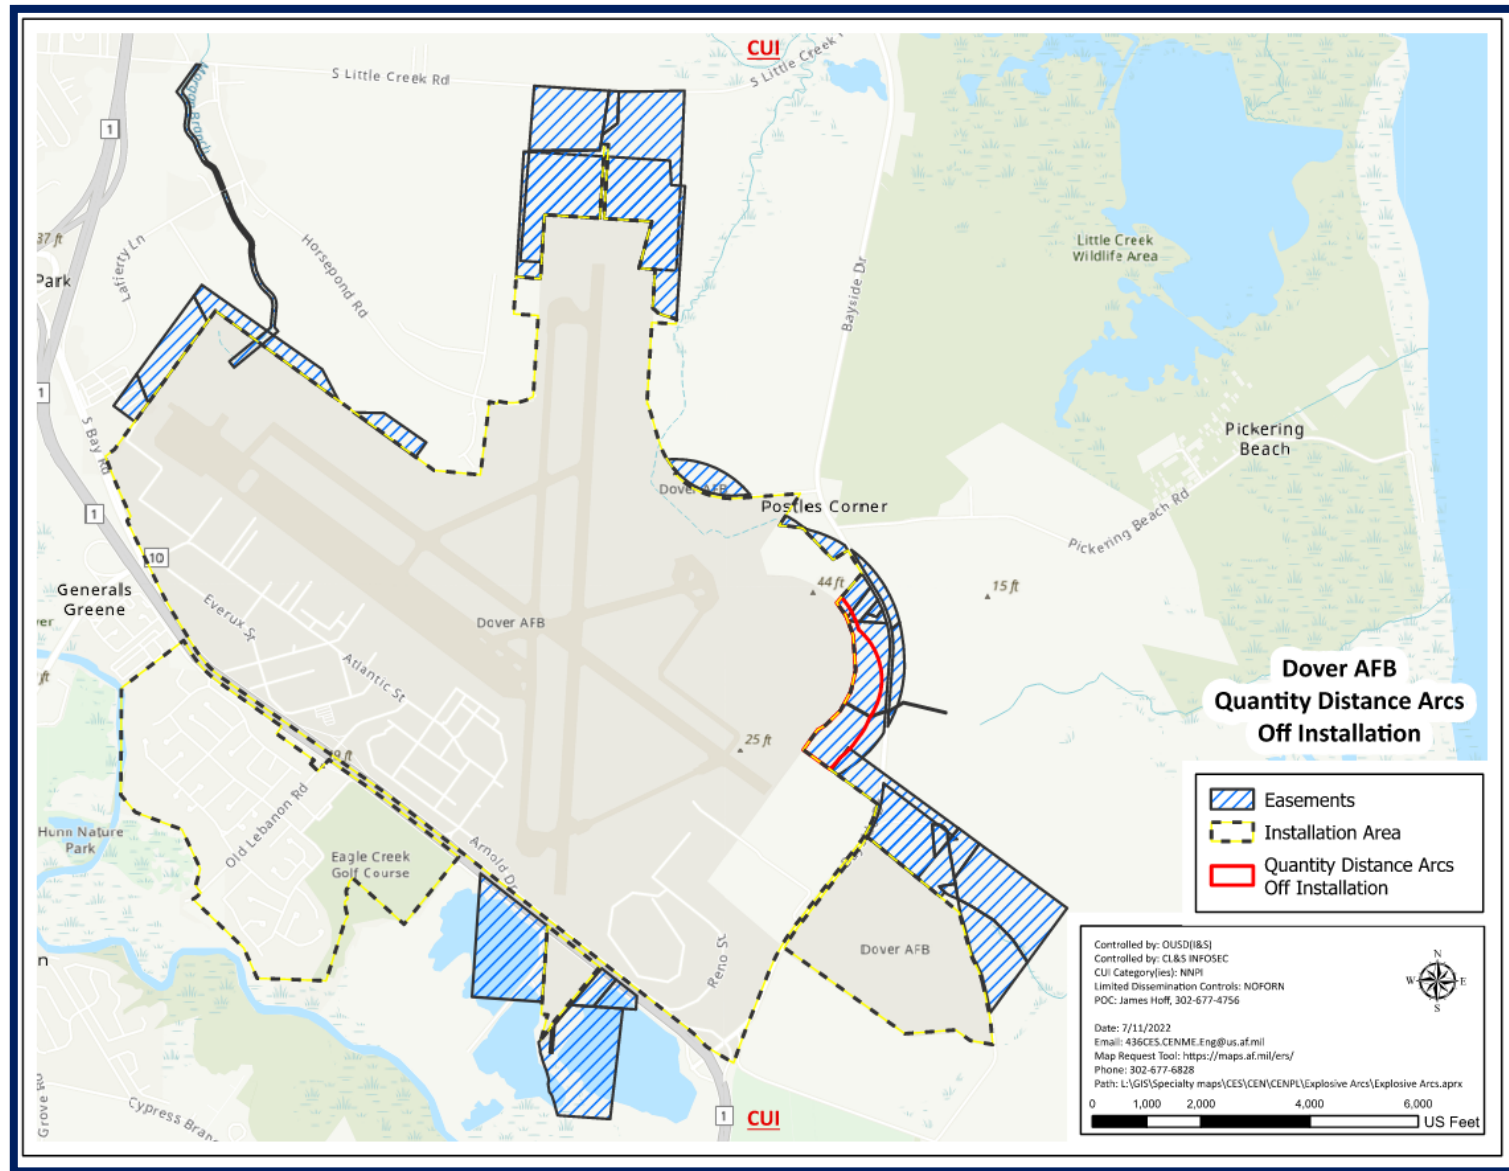 CUI
S Little Creek Rd
S Little Creek
Morgan Branch
1
37 ft
Park
Lafferty Ln
Horsepond Rd
Bayside Dr
Little Creek
Wildlife Area
1
S Bay Rd
Pickering
Beach
Dover AFB
Postles Corner
1
Pickering Beach Rd
10
Generals
Greene
44 ft
15 ft
Everux St
Dover AFB
Atlantic St
Dover AFB
Quantity Distance Arcs
Off Installation
25 ft
9 ft
Old Lebanon Rd
Hunn Nature
Park
Eagle Creek
Golf Course
Arnold Dr
Easements
Installation Area
Quantity Distance Arcs
Off Installation
Reno St
Dover AFB
n
Controlled by: OUSD(I&S)
Controlled by: CL&S INFOSEC
CUI Category(ies): NNPI
Limited Dissemination Controls: NOFORN
POC: James Hoff, 302-677-4756
N
W E
S
Date: 7/11/2022
Email: 436CES.CENME.Eng@us.af.mil
Map Request Tool: https://maps.af.mil/ers/
Phone: 302-677-6828
Path: L:\GIS\Specialty maps\CES\CEN\CENPL\Explosive Arcs\Explosive Arcs.aprx
0 1,000 2,000 4,000 6,000
US Feet
Grove Rd
Cypress Bran
1
CUI